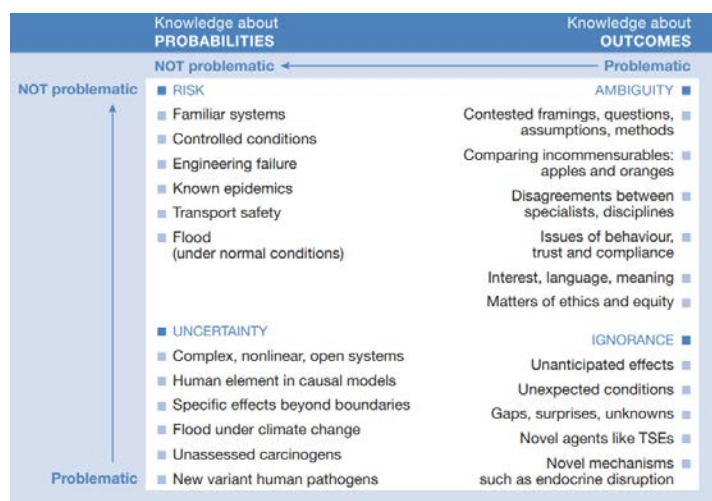 Knowledge about
PROBABILITIES
Knowledge about
OUTCOMES
NOT problematic
Problematic
NOT problematic
RISK
Familiar systems
Controlled conditions
Engineering failure
Known epidemics
Transport safety
Flood
(under normal conditions)
AMBIGUITY
Contested framings, questions,
assumptions, methods
Comparing incommensurables:
apples and oranges
Disagreements between
specialists, disciplines
Issues of behaviour,
trust and compliance
Interest, language, meaning
Matters of ethics and equity
UNCERTAINTY
Complex, nonlinear, open systems
Human element in causal models
Specific effects beyond boundaries
Flood under climate change
Unassessed carcinogens
New variant human pathogens
IGNORANCE
Unanticipated effects
Unexpected conditions
Gaps, surprises, unknowns
Novel agents like TSEs
Novel mechanisms
such as endocrine disruption
Problematic